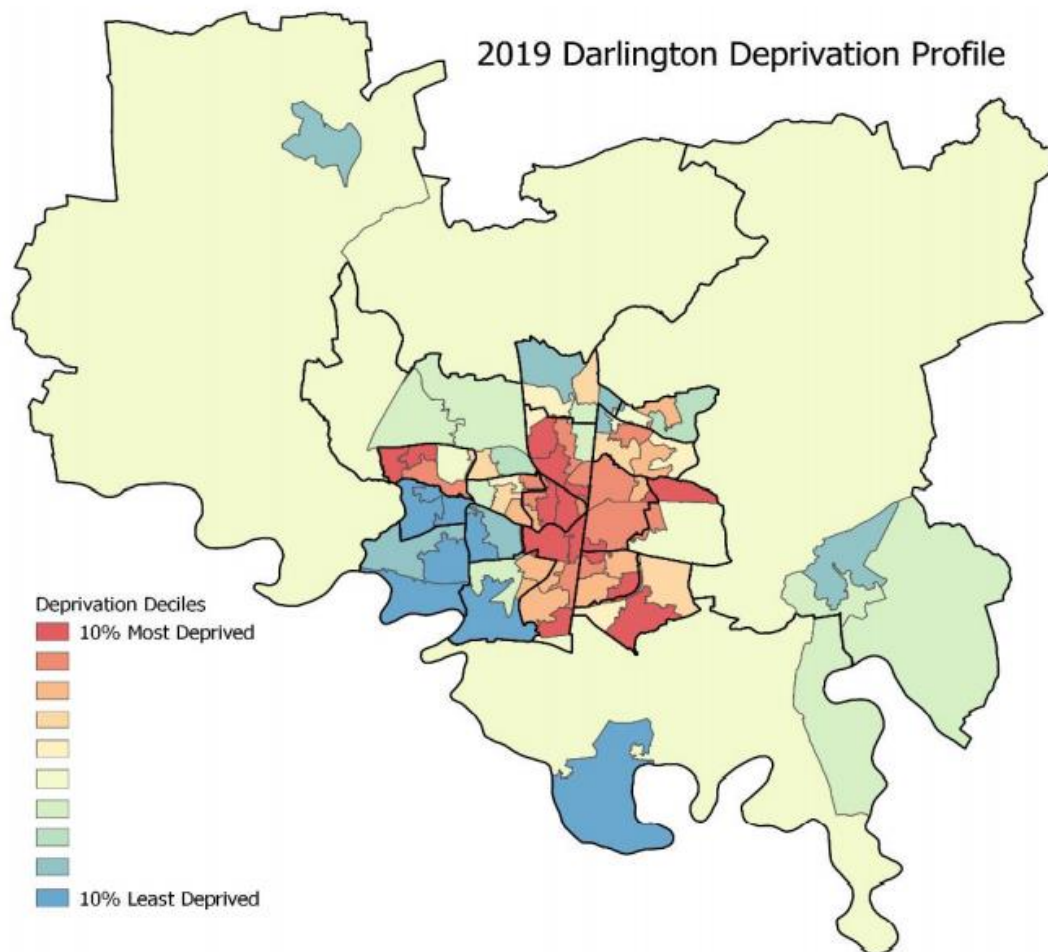 2019 Darlington Deprivation Profile
Deprivation Deciles
10% Most Deprived
10% Least Deprived